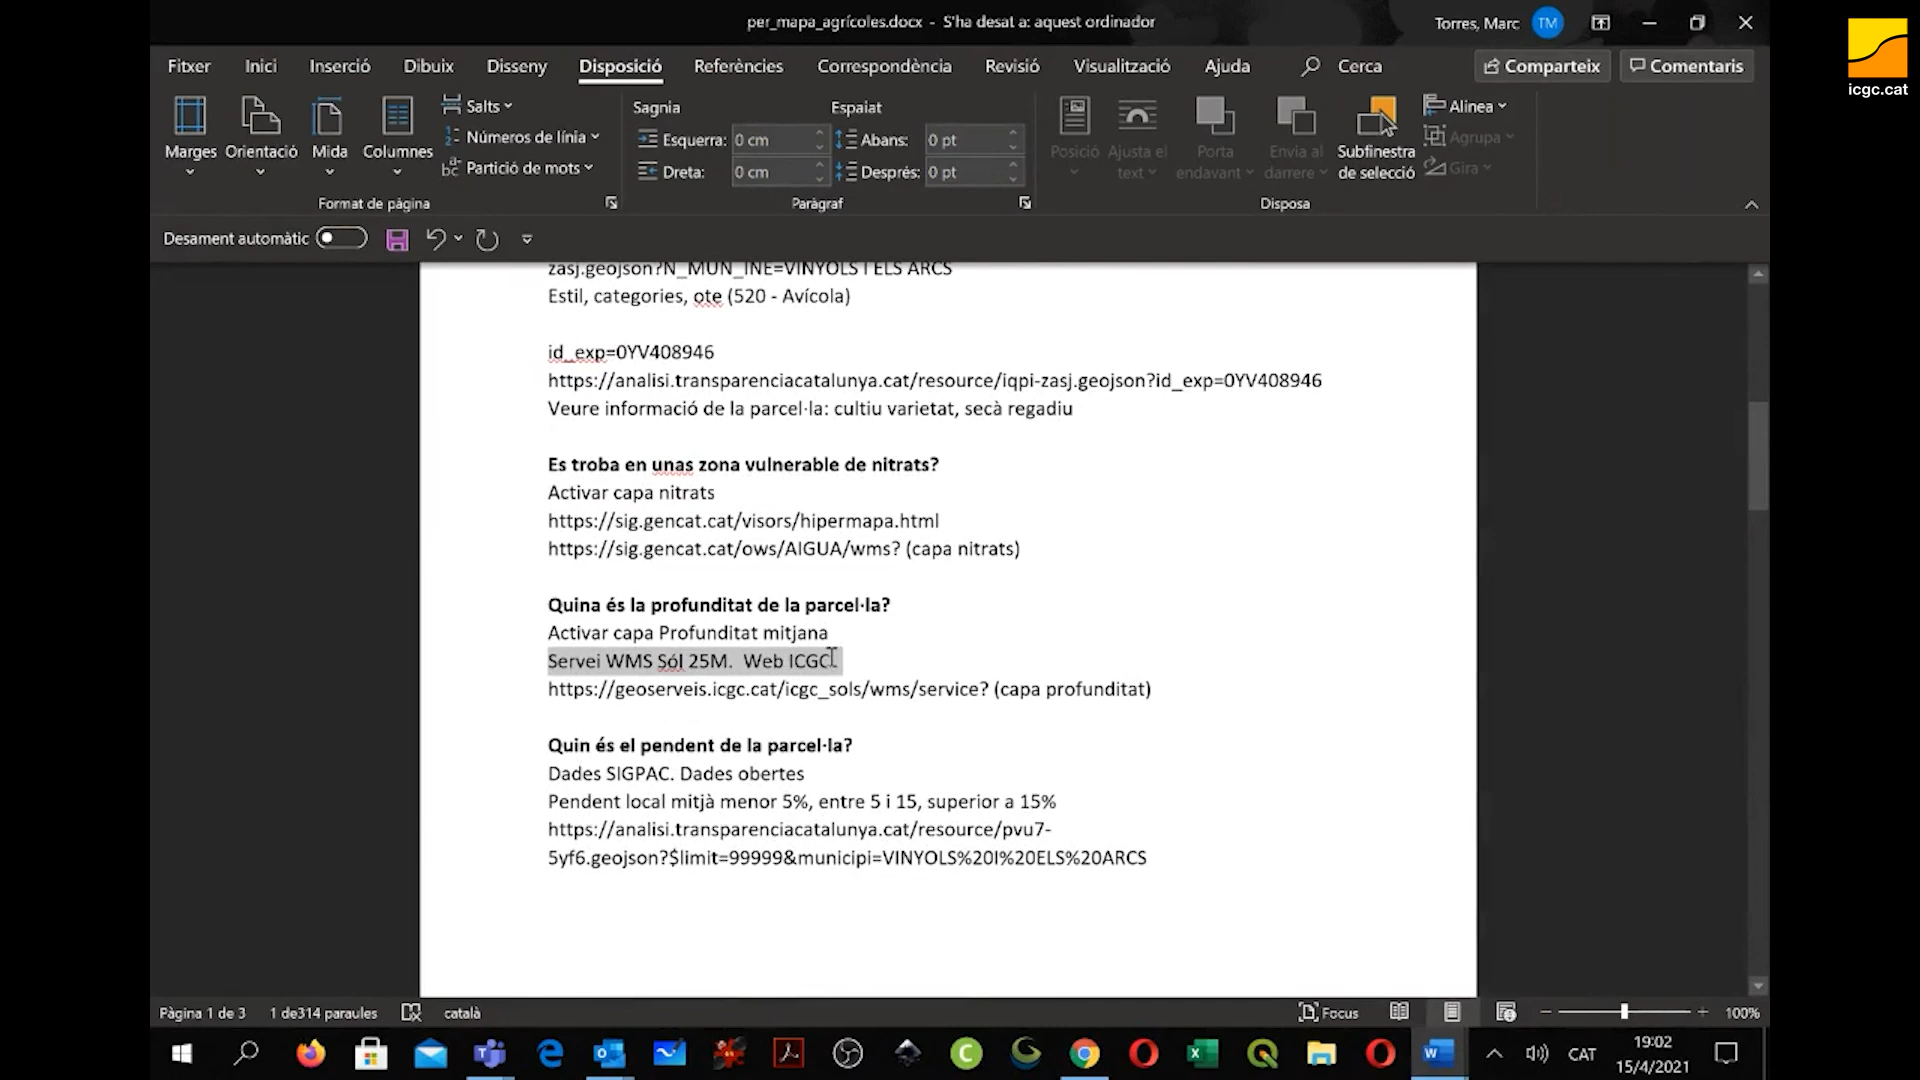 per_mapa_agrícoles.docx - S'ha desat a: aquest ordinador
Torres, Marc TM
icgc.cat
Fitxer Inici Inserció Dibuix Disseny Disposició Referències Correspondència Revisió Visualització Ajuda Cerca Comparteix Comentaris
Marges Orientació Mida Columnes
Salts
Números de línia
Partició de mots
Format de pàgina
Sagnia Espaiat
Esquerra: 0 cm Abans: 0 pt
Dreta: 0 cm Després: 0 pt
Paràgraf
Posició
Ajusta el text
Porta endavant
Envia al darrere
Subfinestra de selecció
Alinea
Agrupa
Gira
Disposa
Desament automàtic
zasj.geojson?N_MUN_INE=VINYOLS I ELS ARCS
Estil, categories, ote (520 - Avícola)
id_exp=0YV408946
https://analisi.transparenciacatalunya.cat/resource/iqpi-zasj.geojson?id_exp=0YV408946
Veure informació de la parcel·la: cultiu varietat, secà regadiu
Es troba en unas zona vulnerable de nitrats?
Activar capa nitrats
https://sig.gencat.cat/visors/hipermapa.html
https://sig.gencat.cat/ows/AIGUA/wms? (capa nitrats)
Quina és la profunditat de la parcel·la?
Activar capa Profunditat mitjana
Servei WMS Sól 25M.  Web ICGC
https://geoserveis.icgc.cat/icgc_sols/wms/service? (capa profunditat)
Quin és el pendent de la parcel·la?
Dades SIGPAC. Dades obertes
Pendent local mitjà menor 5%, entre 5 i 15, superior a 15%
https://analisi.transparenciacatalunya.cat/resource/pvu7-
5yf6.geojson?$limit=99999&municipi=VINYOLS%20I%20ELS%20ARCS
Pàgina 1 de 3 1 de314 paraules català Focus 100%
CAT 19:02
15/4/2021